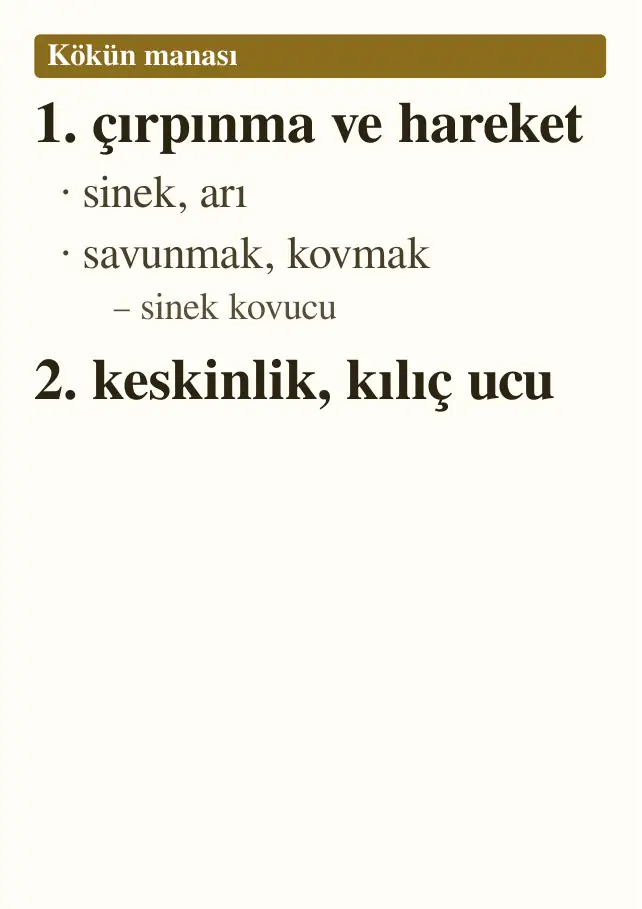 Kökün manası
1. çırpınma ve hareket
· sinek, arı
· savunmak, kovmak
– sinek kovucu
2. keskinlik, kılıç ucu